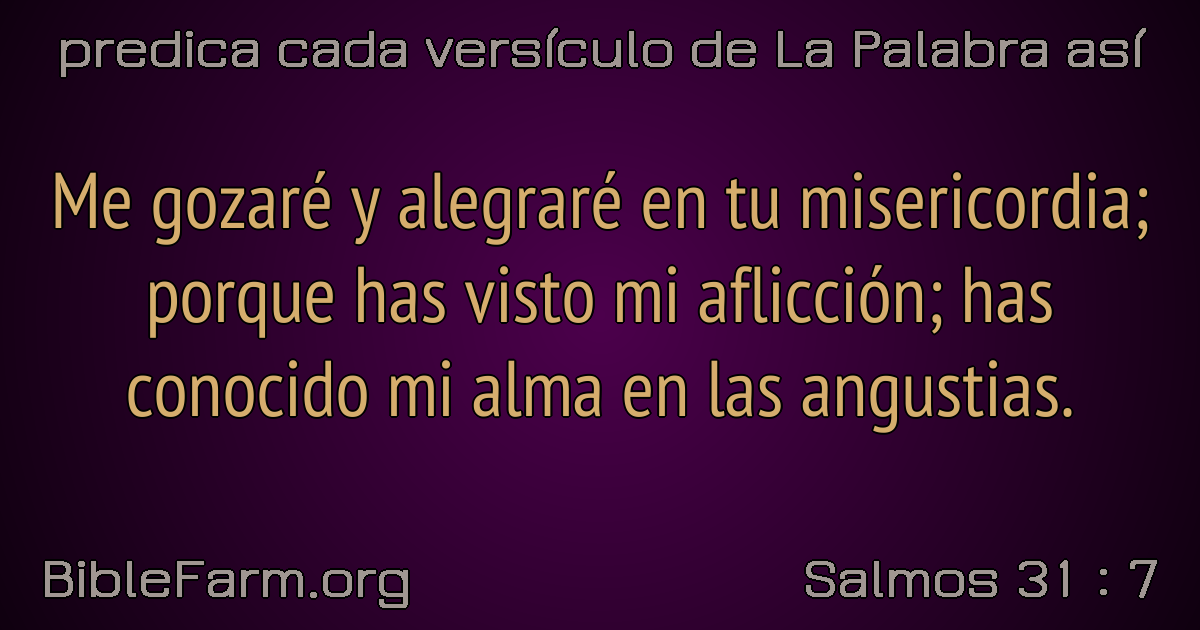 predica cada versículo de La Palabra así
Me gozaré y alegraré en tu misericordia;
porque has visto mi aflicción; has
conocido mi alma en las angustias.
BibleFarm.org
Salmos 31 : 7